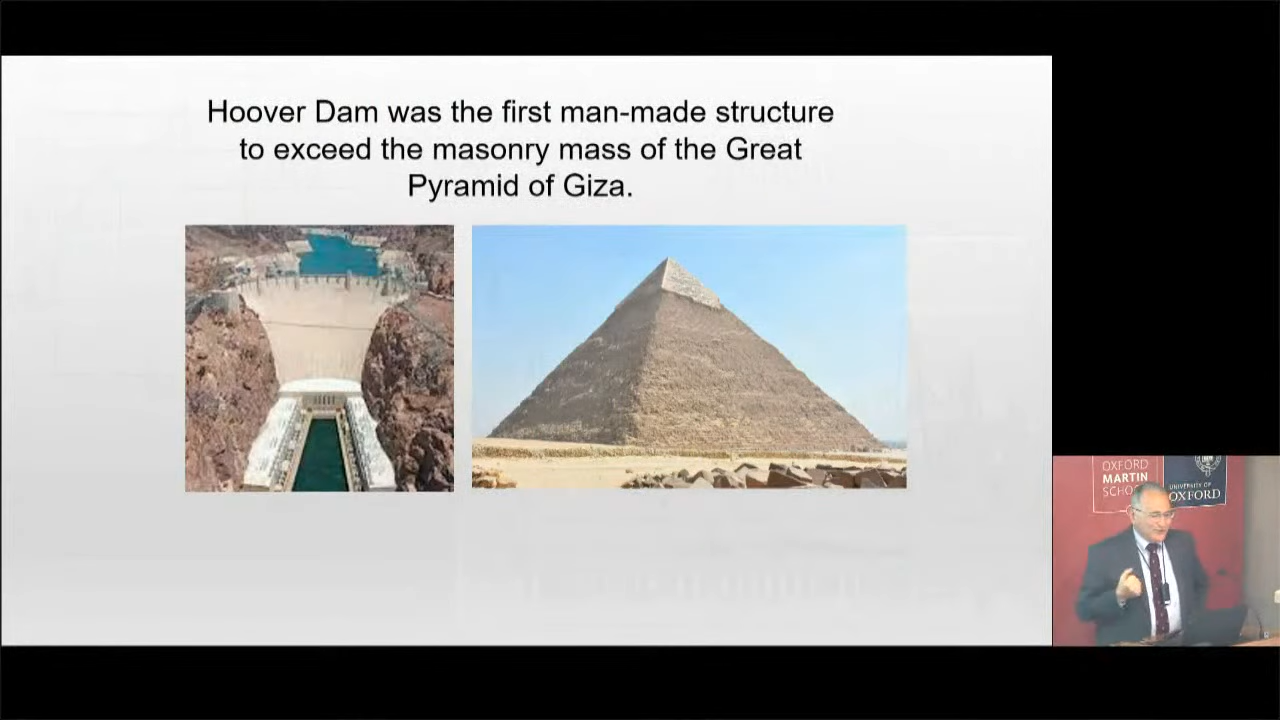 Hoover Dam was the first man-made structure
to exceed the masonry mass of the Great
Pyramid of Giza.
OXFORD
MARTIN
SCHOOL
UNIVERSITY OF
OXFORD